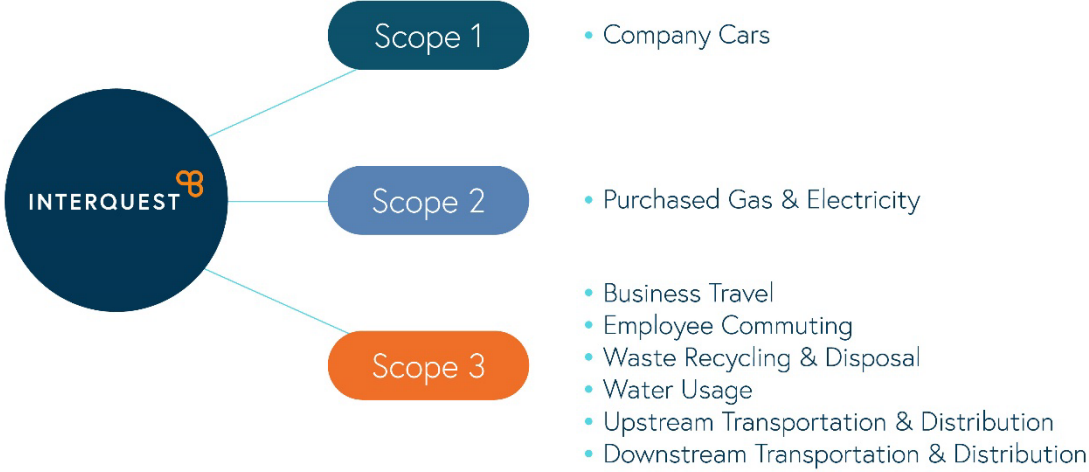 Scope 1
• Company Cars
INTERQUEST
Scope 2
• Purchased Gas & Electricity
Scope 3
• Business Travel
• Employee Commuting
• Waste Recycling & Disposal
• Water Usage
• Upstream Transportation & Distribution
• Downstream Transportation & Distribution